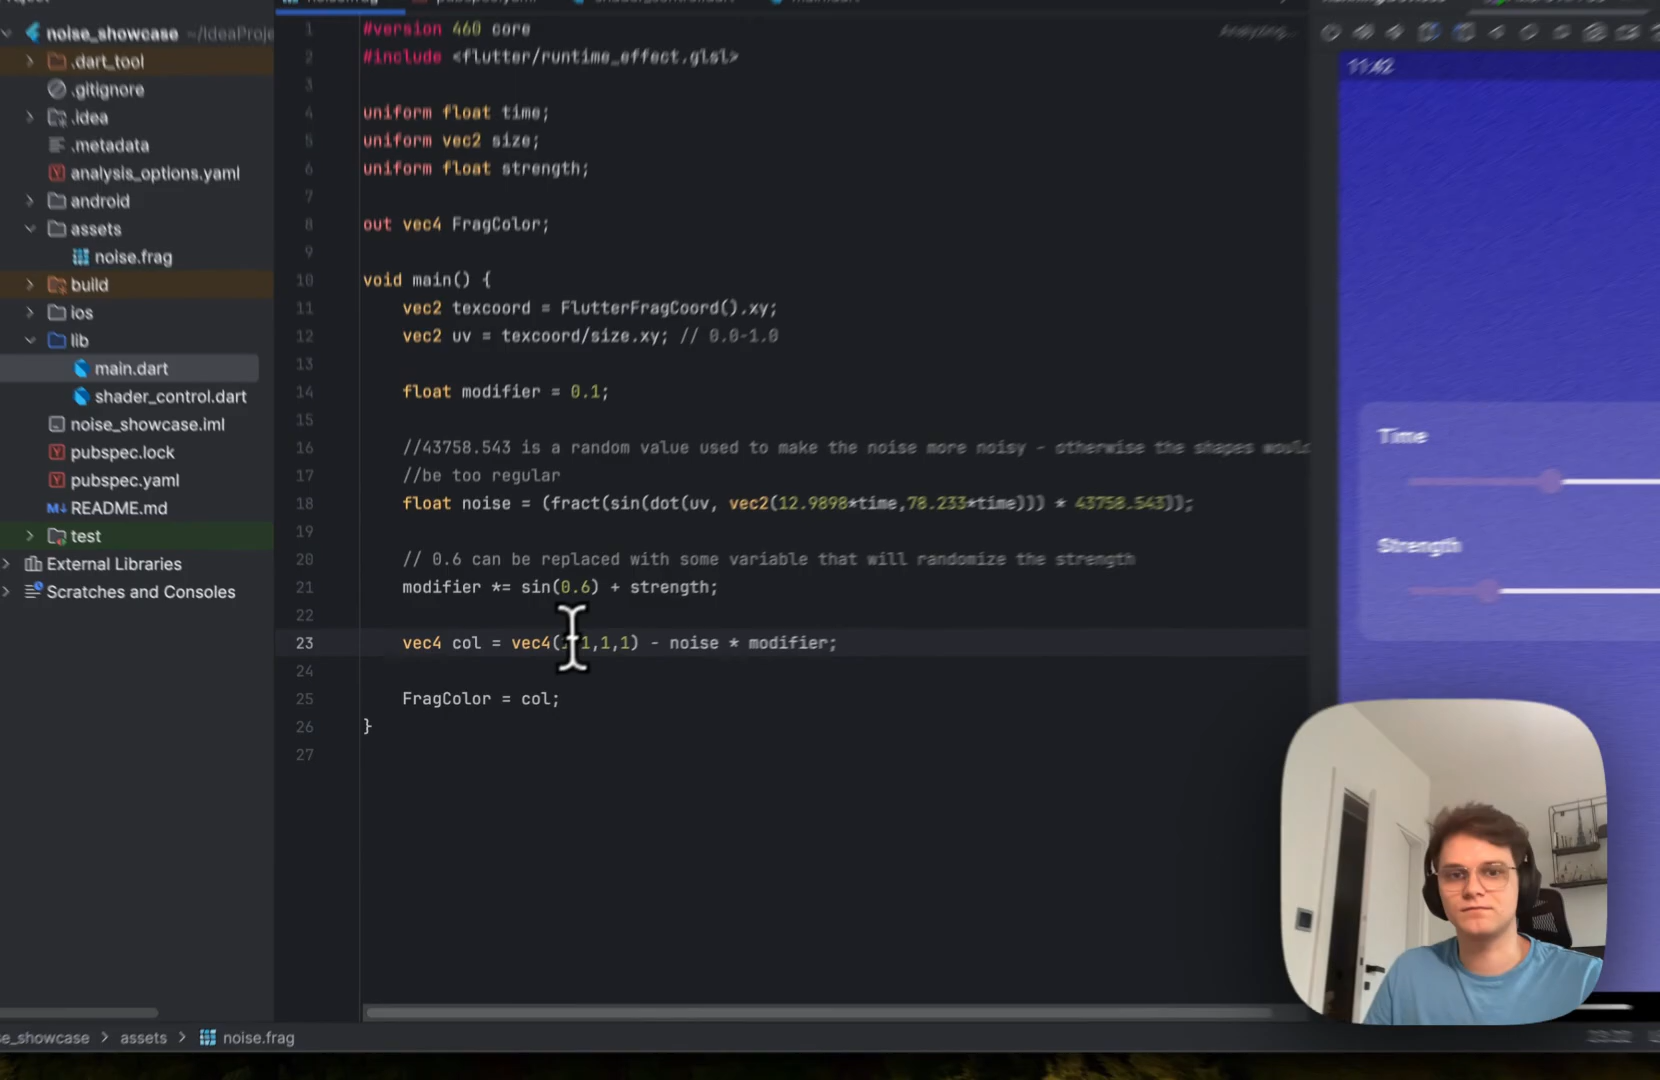 noise_showcase ~/IdeaProje
.dart_tool
.gitignore
.idea
.metadata
analysis_options.yaml
android
assets
noise.frag
build
ios
lib
main.dart
shader_control.dart
noise_showcase.iml
pubspec.lock
pubspec.yaml
README.md
test
External Libraries
Scratches and Consoles
1 #version 460 core
2 #include <flutter/runtime_effect.glsl>
3
4 uniform float time;
5 uniform vec2 size;
6 uniform float strength;
7
8 out vec4 FragColor;
9
10 void main() {
11 vec2 texcoord = FlutterFragCoord().xy;
12 vec2 uv = texcoord/size.xy; // 0.0-1.0
13
14 float modifier = 0.1;
15
16 //43758.543 is a random value used to make the noise more noisy - otherwise the shapes would
17 //be too regular
18 float noise = (fract(sin(dot(uv, vec2(12.9898*time,78.233*time))) * 43758.543));
19
20 // 0.6 can be replaced with some variable that will randomize the strength
21 modifier *= sin(0.6) + strength;
22
23 vec4 col = vec4( 1,1,1) - noise * modifier;
24
25 FragColor = col;
26 }
27
Analyzing...
11:42
Time
Strength
se_showcase > assets > noise.frag